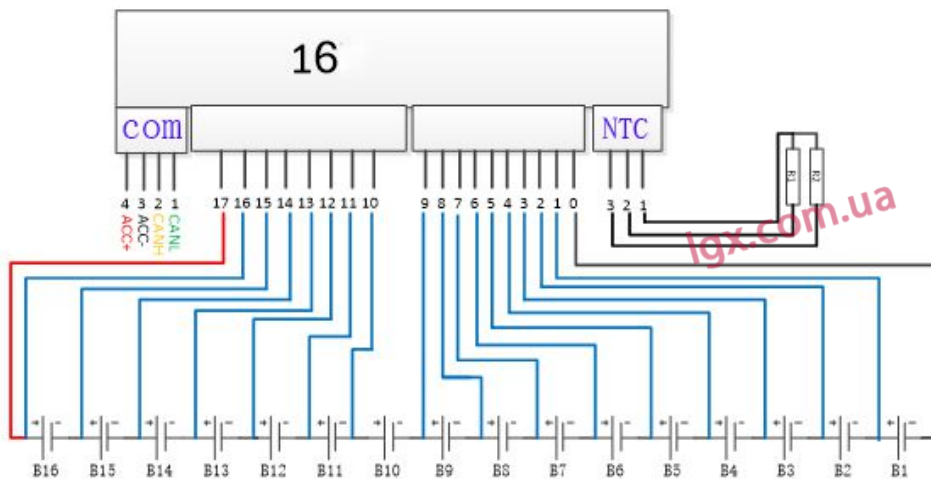 16
com
NTC
R1 R2
4 3 2 1
17 16 15 14 13 12 11 10
9 8 7 6 5 4 3 2 1 0
3 2 1
ACC+ ACC- CANH CANL
lgx.com.ua
+ - + - + - + - + - + - + - + - + - + - + - + - + - + - + - + -
B16 B15 B14 B13 B12 B11 B10 B9 B8 B7 B6 B5 B4 B3 B2 B1